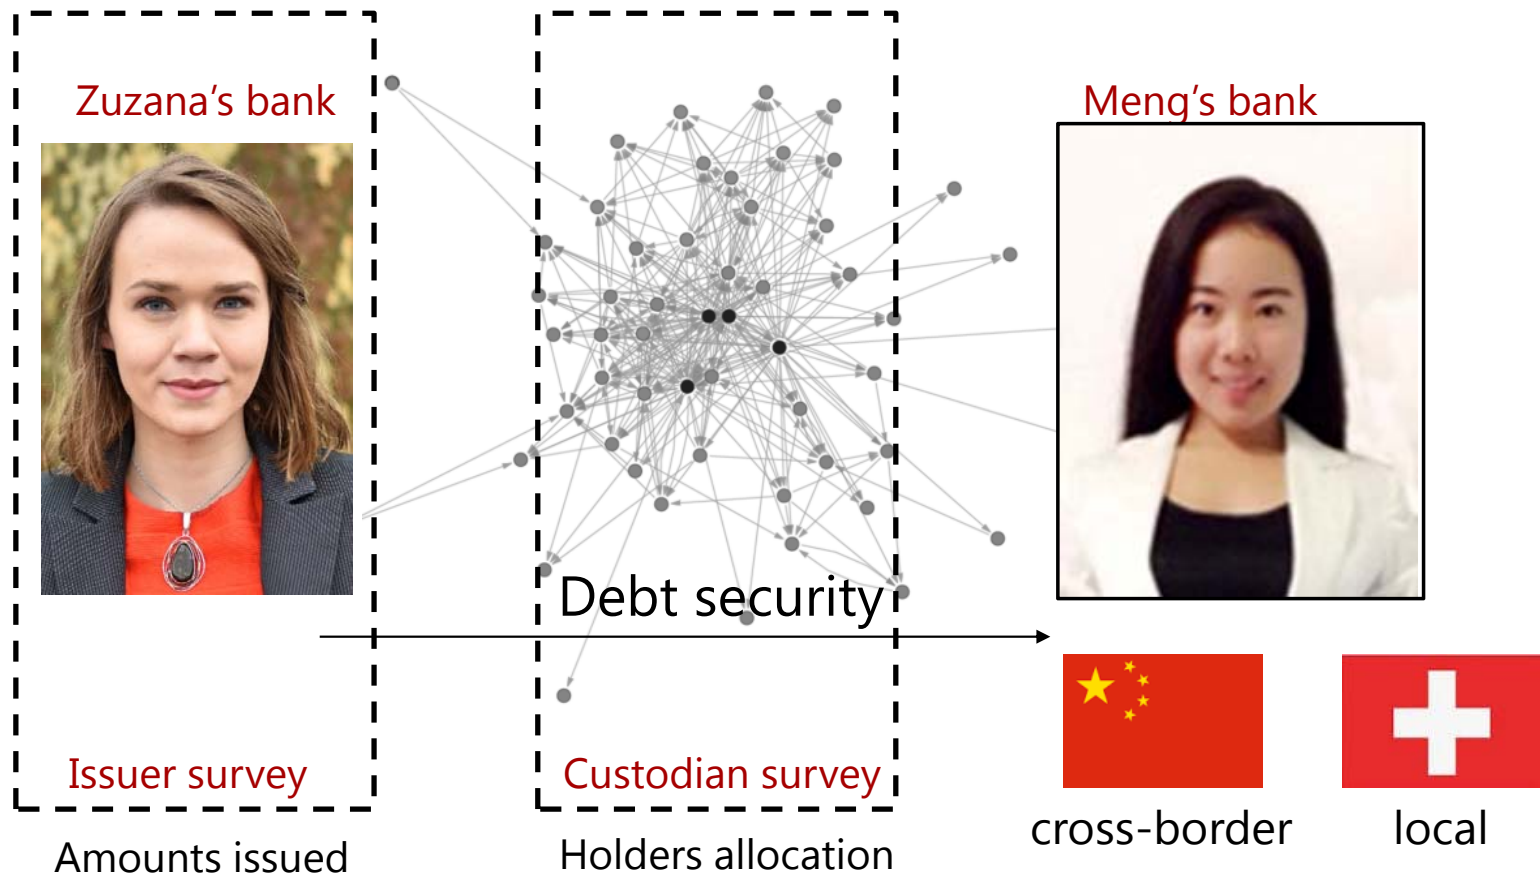 Zuzana’s bank
Meng's bank
Debt security
Issuer survey
Custodian survey
cross-border
local
Amounts issued
Holders allocation